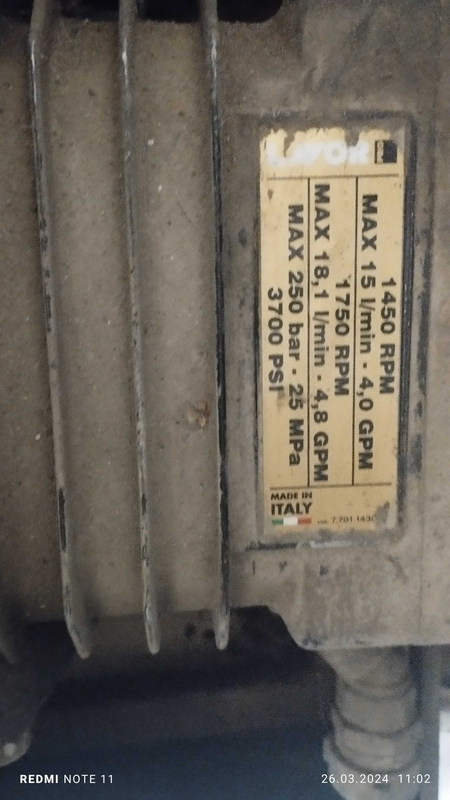 LAVOR
1450 RPM
MAX 15 l/min - 4,0 GPM
1750 RPM
MAX 18,1 l/min - 4,8 GPM
MAX 250 bar - 25 MPa
3700 PSI
MADE IN
ITALY
REDMI NOTE 11
26.03.2024 11:02